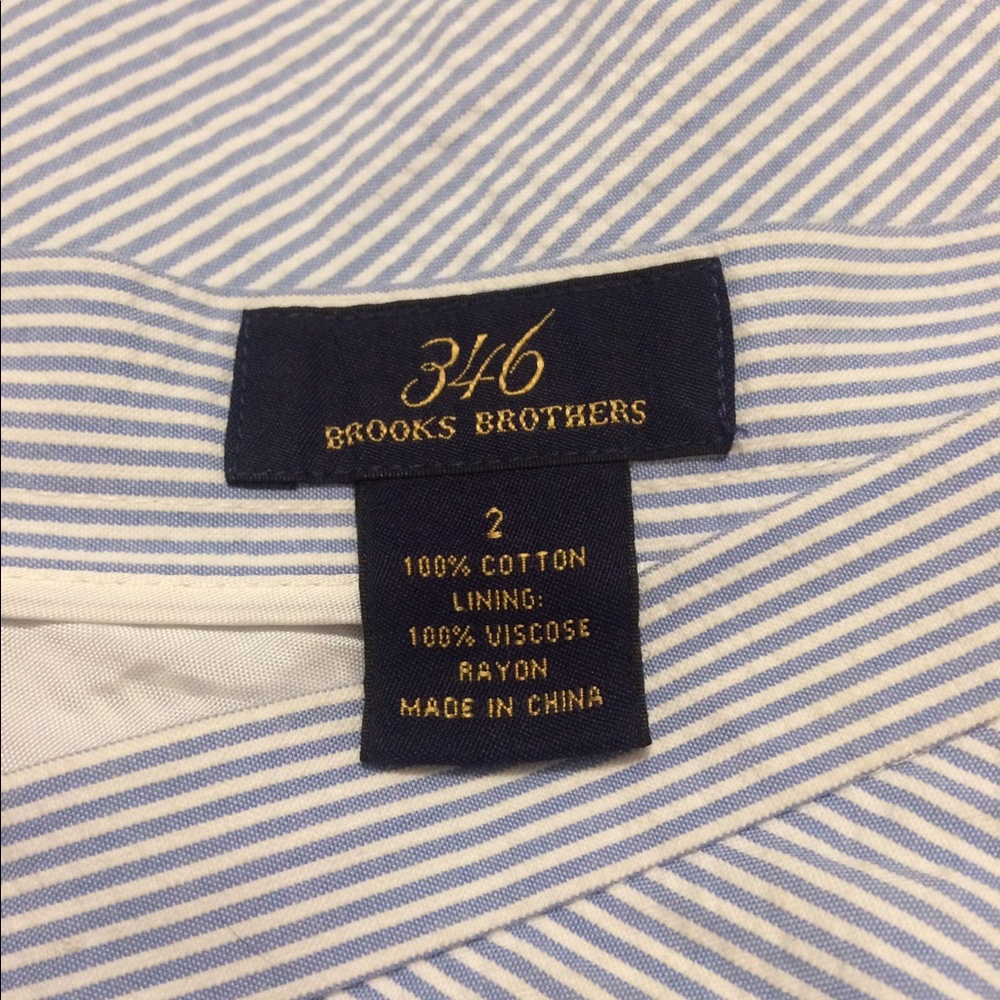 346
BROOKS BROTHERS
2
100% COTTON
LINING:
100% VISCOSE
RAYON
MADE IN CHINA